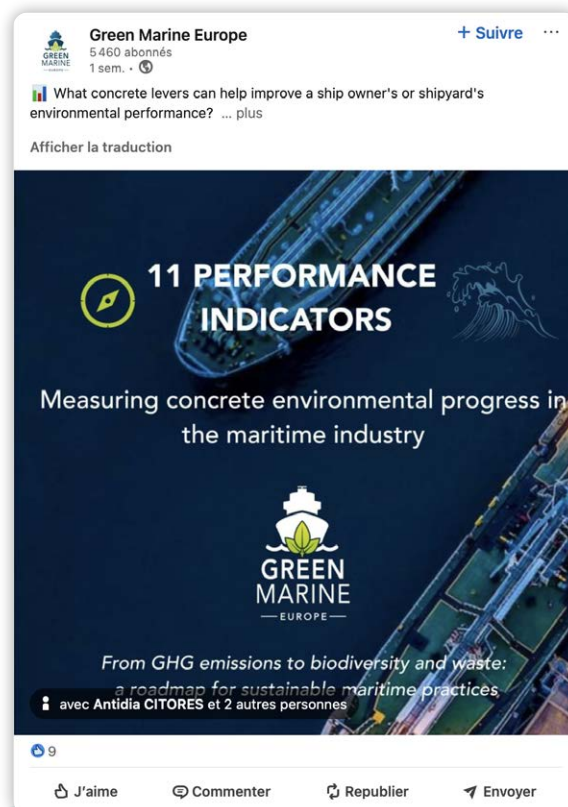 Green Marine Europe
+ Suivre ...
5 460 abonnés
1 sem. •
GREEN
MARINE
EUROPE
What concrete levers can help improve a ship owner's or shipyard's
environmental performance? ... plus
Afficher la traduction
11 PERFORMANCE
INDICATORS
Measuring concrete environmental progress in
the maritime industry
GREEN
MARINE
EUROPE
From GHG emissions to biodiversity and waste:
a roadmap for sustainable maritime practices
avec Antidia CITORES et 2 autres personnes
9
J'aime Commenter Republier Envoyer